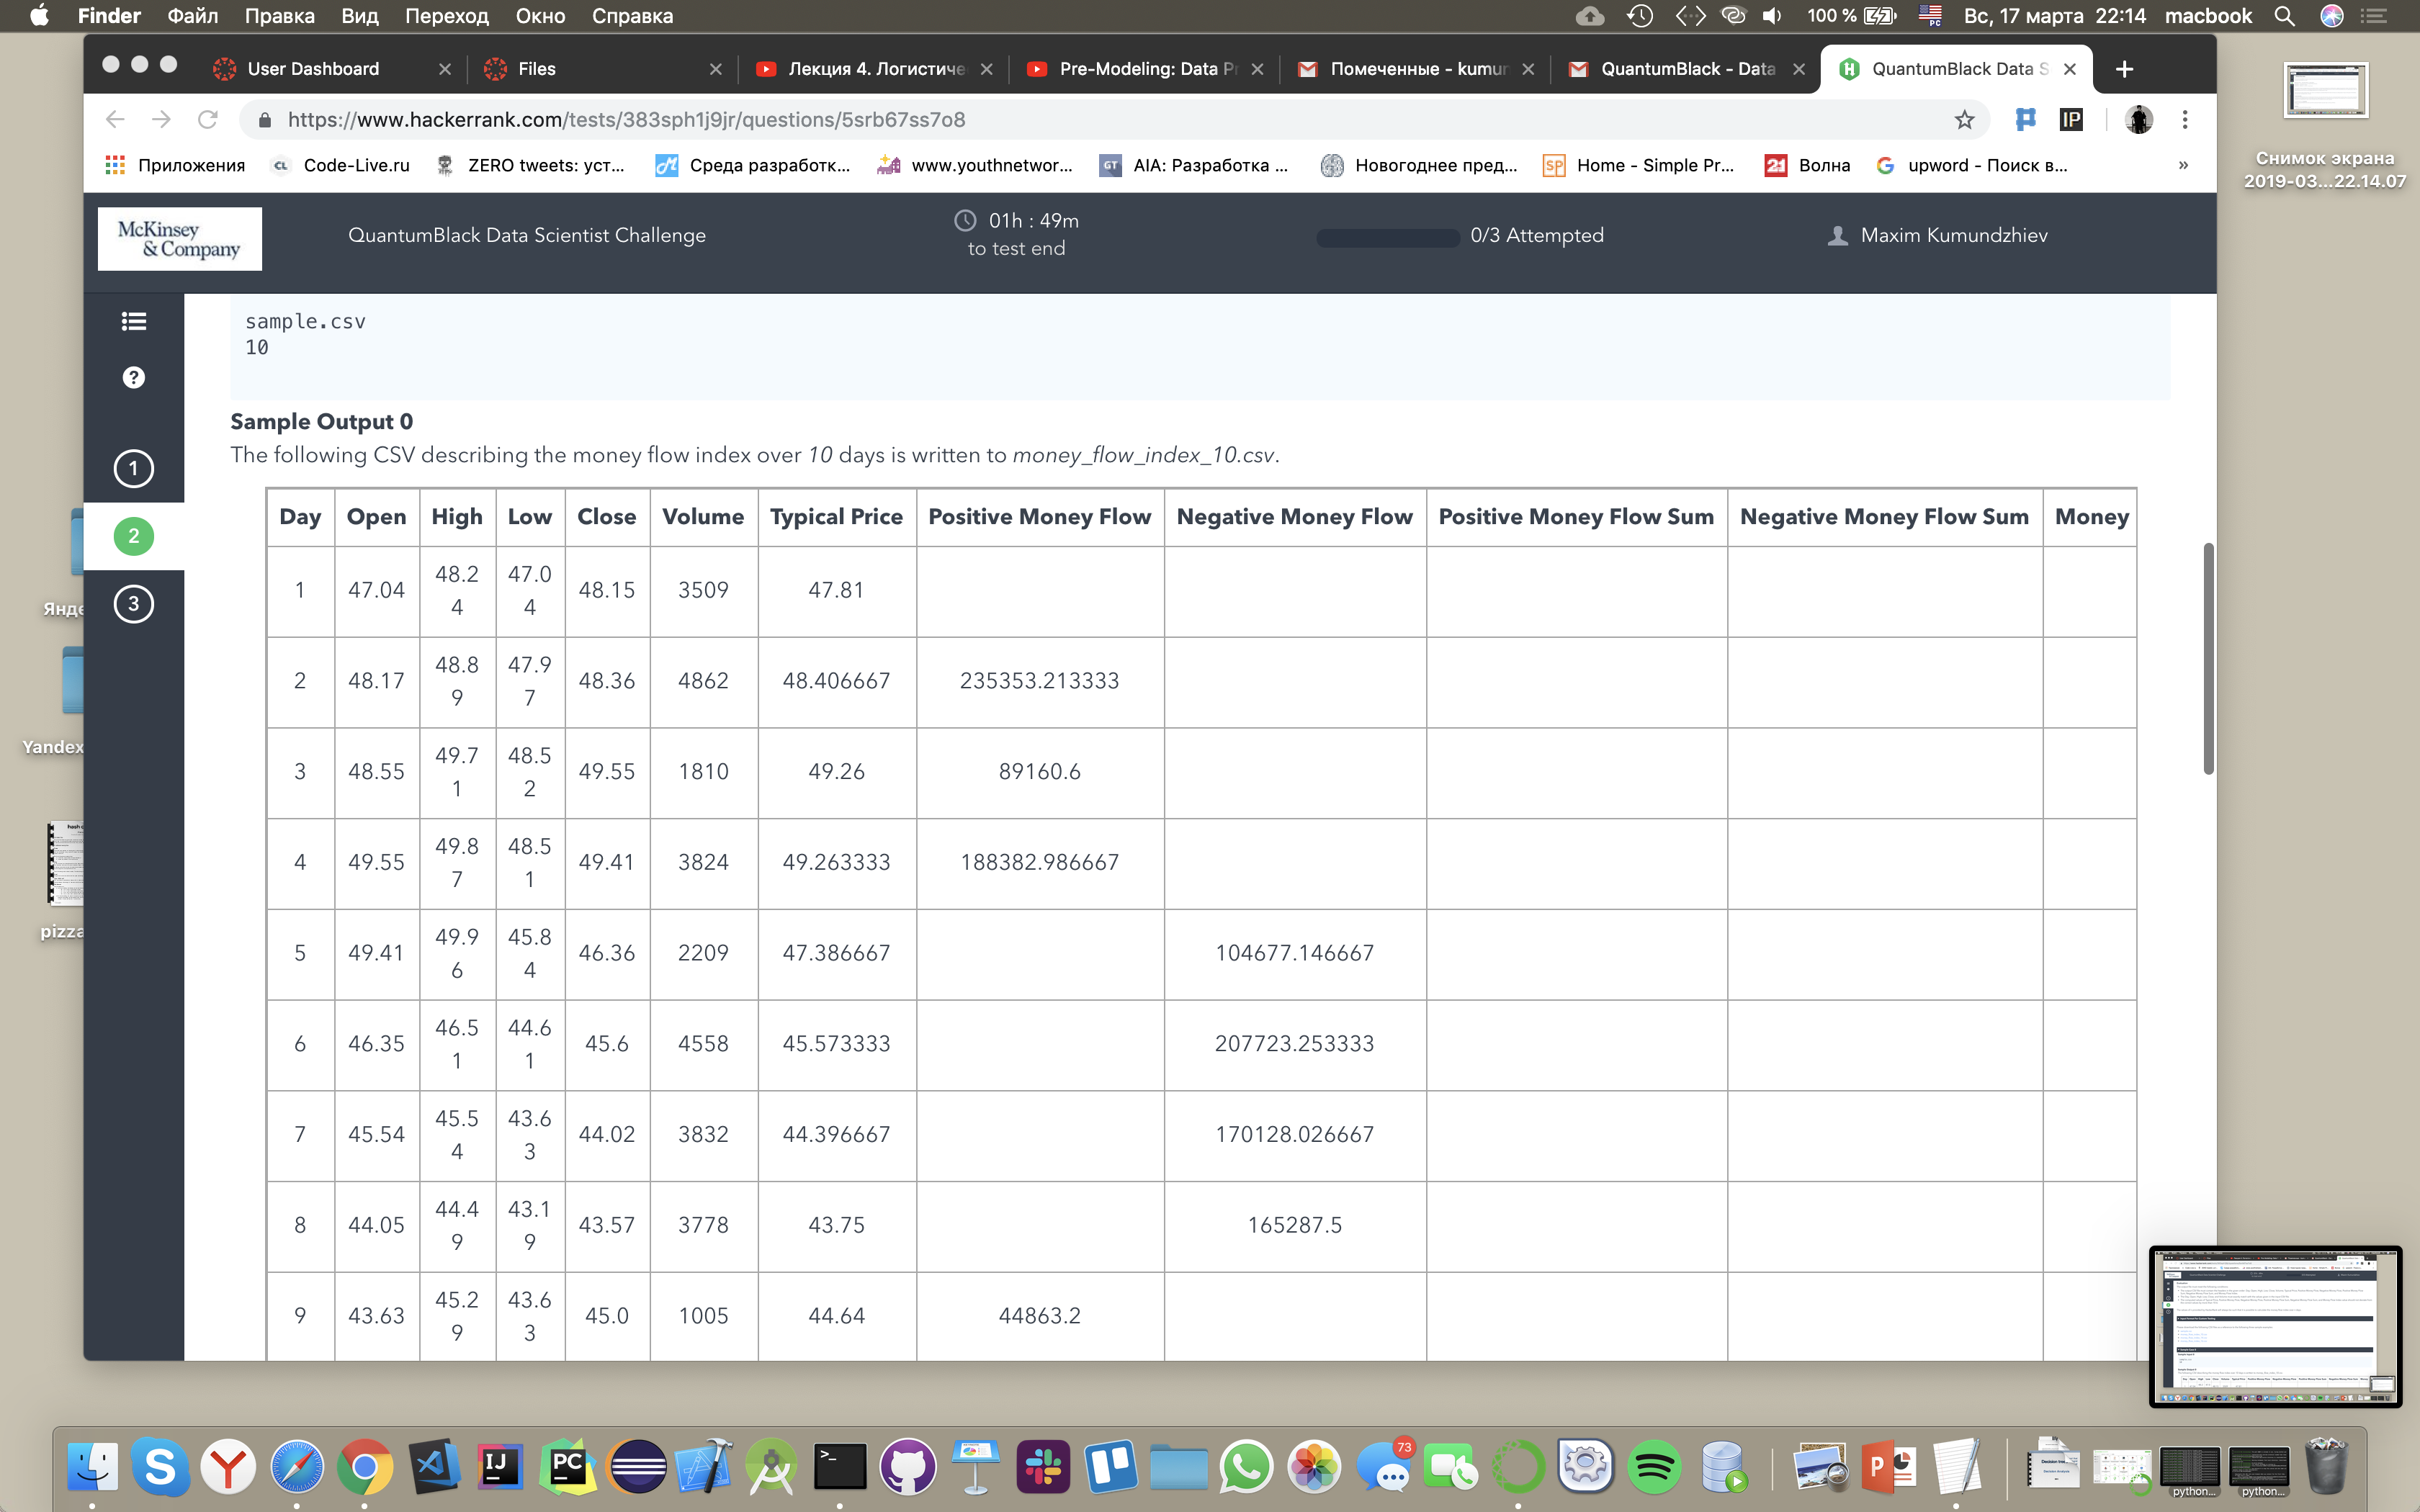 Finder Файл Правка Вид Переход Окно Справка 100 % Вс, 17 марта 22:14 macbook
User Dashboard Files Лекция 4. Логистиче Pre-Modeling: Data P Помеченные - kumur QuantumBlack - Data QuantumBlack Data S
https://www.hackerrank.com/tests/383sph1j9jr/questions/5srb67ss7o8
Приложения Code-Live.ru ZERO tweets: уст... Среда разработк... www.youthnetwor... AIA: Разработка ... Новогоднее пред... Home - Simple Pr... Волна upword - Поиск в... »
Снимок экрана
2019-03...22.14.07
McKinsey
& Company
QuantumBlack Data Scientist Challenge
01h : 49m
to test end
0/3 Attempted
Maxim Kumundzhiev
1
2
3
Янде
Yandex
pizza
sample.csv
10
Sample Output 0
The following CSV describing the money flow index over 10 days is written to money_flow_index_10.csv.
Day Open High Low Close Volume Typical Price Positive Money Flow Negative Money Flow Positive Money Flow Sum Negative Money Flow Sum Money
1 47.04 48.24 47.04 48.15 3509 47.81
2 48.17 48.89 47.97 48.36 4862 48.406667 235353.213333
3 48.55 49.71 48.52 49.55 1810 49.26 89160.6
4 49.55 49.87 48.51 49.41 3824 49.263333 188382.986667
5 49.41 49.96 45.84 46.36 2209 47.386667 104677.146667
6 46.35 46.51 44.61 45.6 4558 45.573333 207723.253333
7 45.54 45.54 43.63 44.02 3832 44.396667 170128.026667
8 44.05 44.49 43.19 43.57 3778 43.75 165287.5
9 43.63 45.29 43.63 45.0 1005 44.64 44863.2
73
python... python...